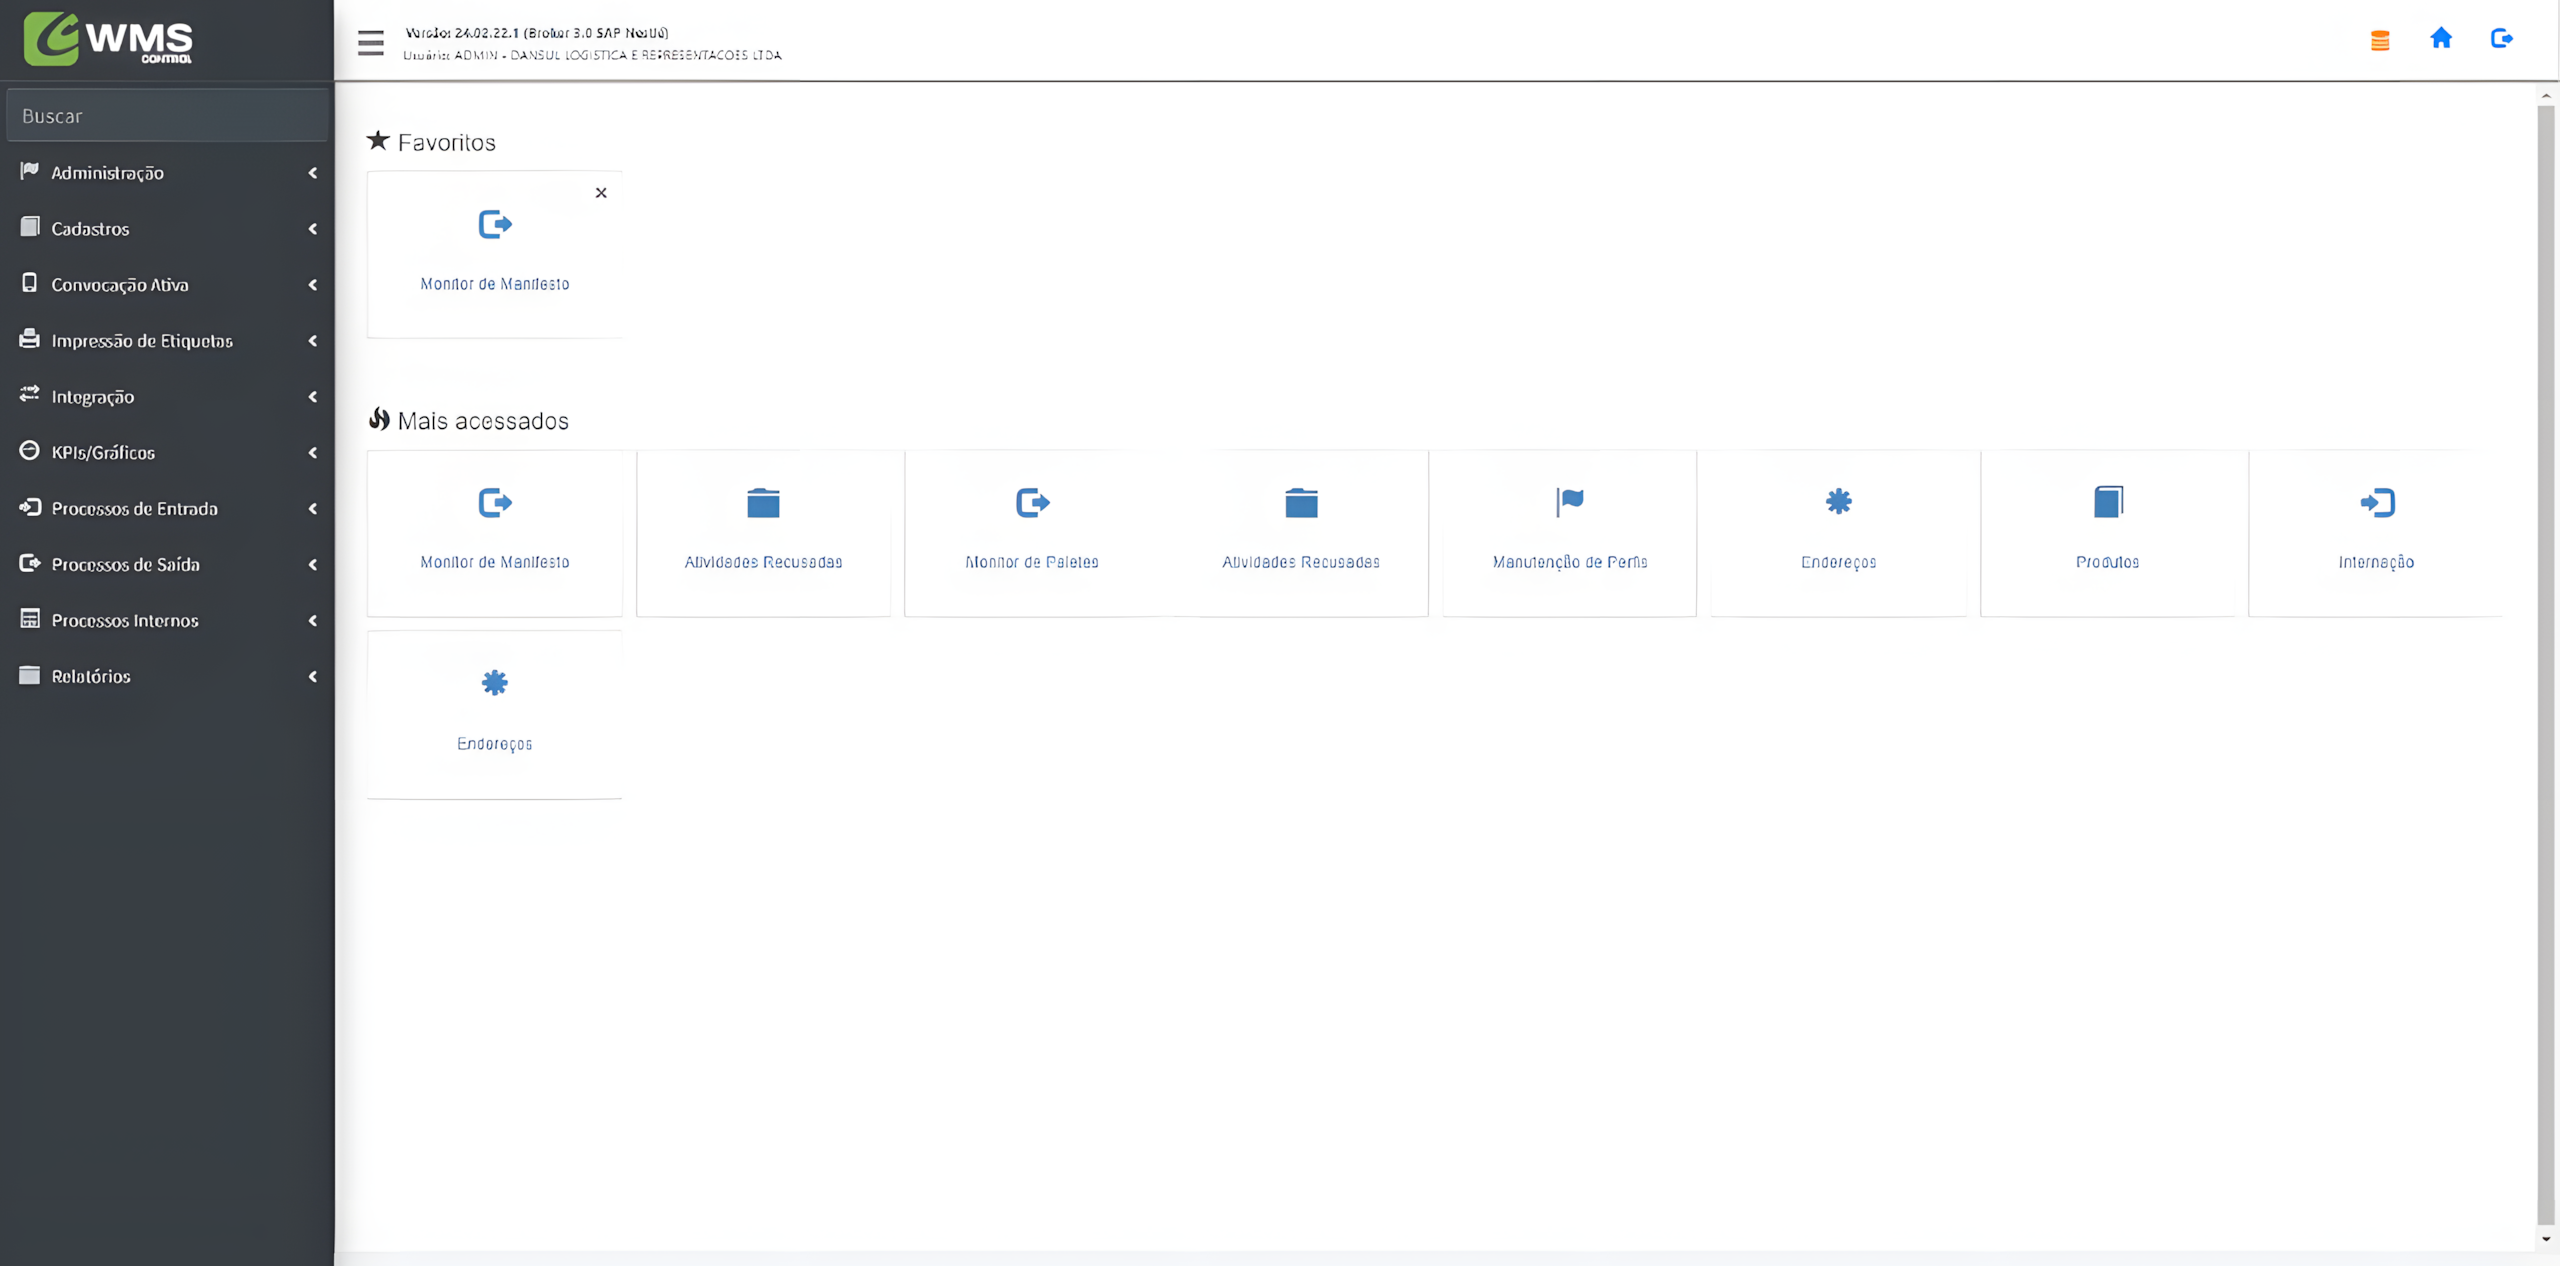 WMS
CONTROL
Versão: 24.02.22.1 (Broker 3.0 SAP Nestlé)
Usuário: ADMIN - DANSUL LOGISTICA E REPRESENTACOES LTDA
Buscar
Administração
Cadastros
Convocação Ativa
Impressão de Etiquetas
Integração
KPIs/Gráficos
Processos de Entrada
Processos de Saída
Processos Internos
Relatórios
Favoritos
Monitor de Manifesto
Mais acessados
Monitor de Manifesto
Atividades Recusadas
Monitor de Paletes
Atividades Recusadas
Manutenção de Perfis
Endereços
Produtos
Internação
Endereços